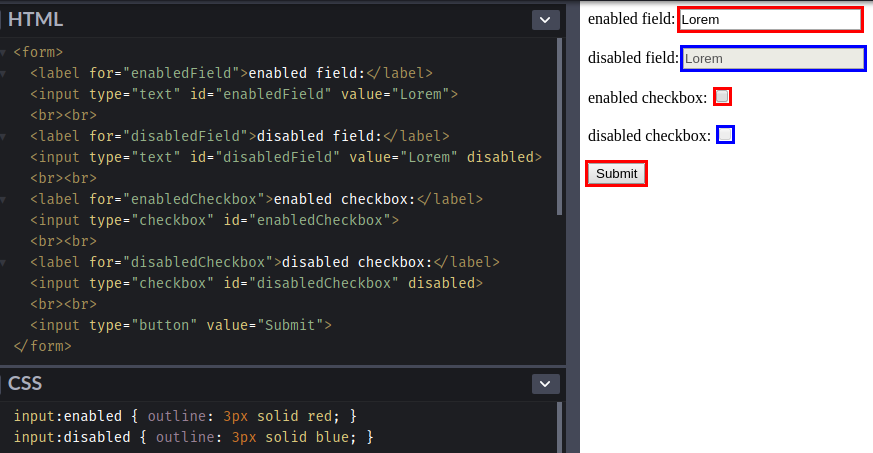 HTML
<form>
<label for="enabledField">enabled field:</label>
<input type="text" id="enabledField" value="Lorem">
<br><br>
<label for="disabledField">disabled field:</label>
<input type="text" id="disabledField" value="Lorem" disabled>
<br><br>
<label for="enabledCheckbox">enabled checkbox:</label>
<input type="checkbox" id="enabledCheckbox">
<br><br>
<label for="disabledCheckbox">disabled checkbox:</label>
<input type="checkbox" id="disabledCheckbox" disabled>
<br><br>
<input type="button" value="Submit">
</form>
CSS
input:enabled { outline: 3px solid red; }
input:disabled { outline: 3px solid blue; }
enabled field: Lorem
disabled field: Lorem
enabled checkbox:
disabled checkbox:
Submit